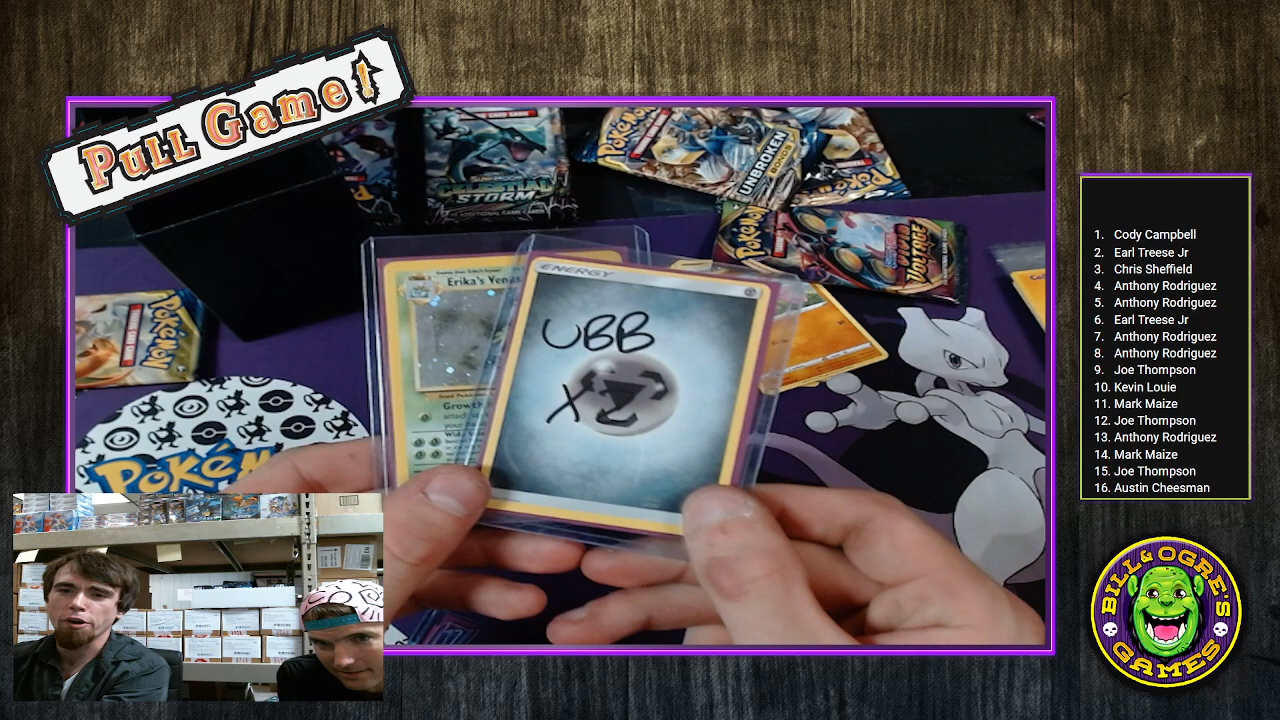 PULL Game!
CELESTIAL
STORM
POKÉMON
UNBROKEN
BONDS
POKÉMON
VIVID
VOLTAGE
POKÉMON
Erika's Venus
ENERGY
UBB
X
Growth
POKÉMON
1. Cody Campbell
2. Earl Treese Jr
3. Chris Sheffield
4. Anthony Rodriguez
5. Anthony Rodriguez
6. Earl Treese Jr
7. Anthony Rodriguez
8. Anthony Rodriguez
9. Joe Thompson
10. Kevin Louie
11. Mark Maize
12. Joe Thompson
13. Anthony Rodriguez
14. Mark Maize
15. Joe Thompson
16. Austin Cheesman
BILL & OGRE'S
GAMES